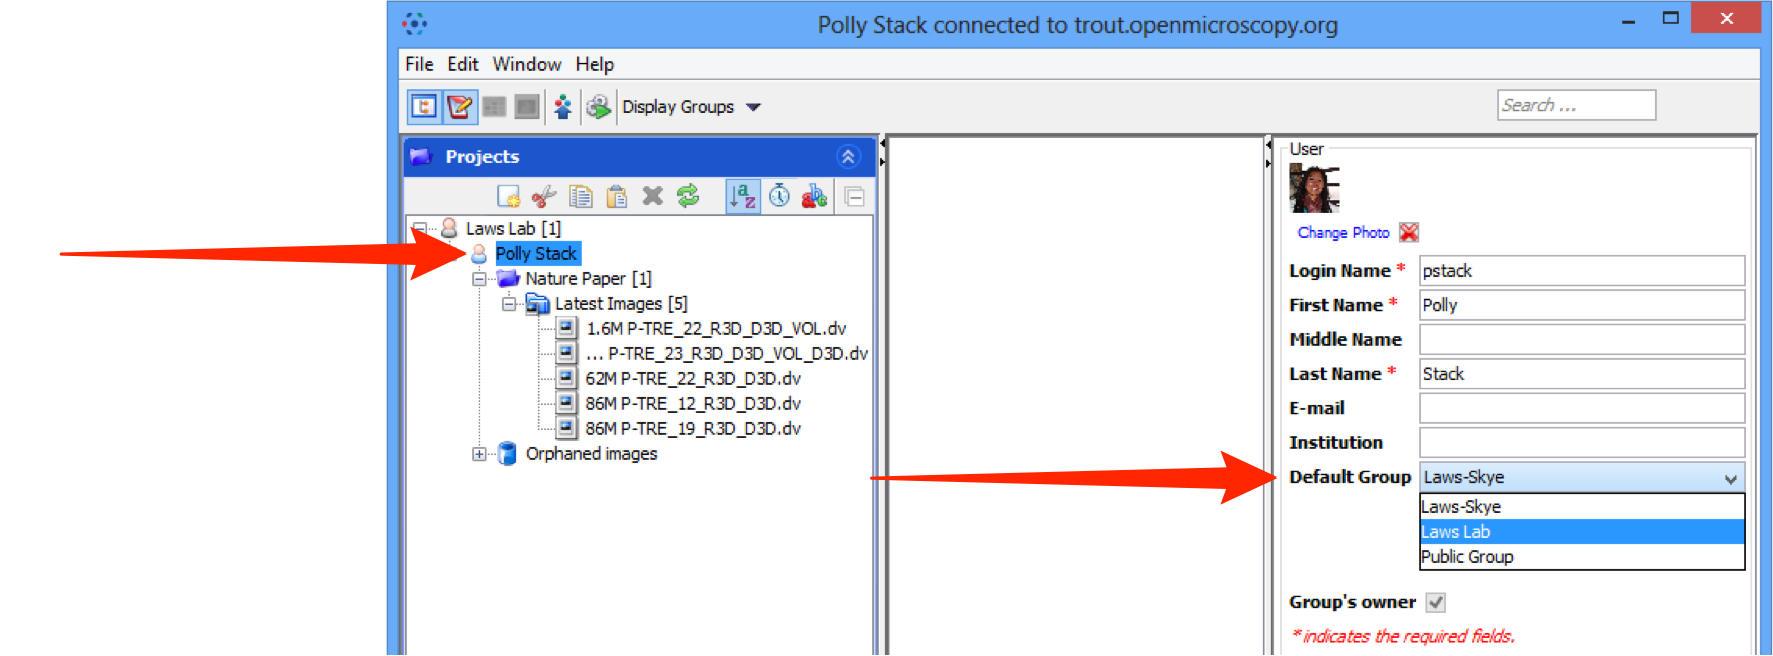 Polly Stack connected to trout.openmicroscopy.org
File Edit Window Help
Display Groups
Search ...
Projects
Laws Lab [1]
Polly Stack
Nature Paper [1]
Latest Images [5]
1.6M P-TRE_22_R3D_D3D_VOL.dv
... P-TRE_23_R3D_D3D_VOL_D3D.dv
62M P-TRE_22_R3D_D3D.dv
86M P-TRE_12_R3D_D3D.dv
86M P-TRE_19_R3D_D3D.dv
Orphaned images
User
Change Photo
Login Name * pstack
First Name * Polly
Middle Name
Last Name * Stack
E-mail
Institution
Default Group Laws-Skye
Laws-Skye
Laws Lab
Public Group
Group's owner
* indicates the required fields.